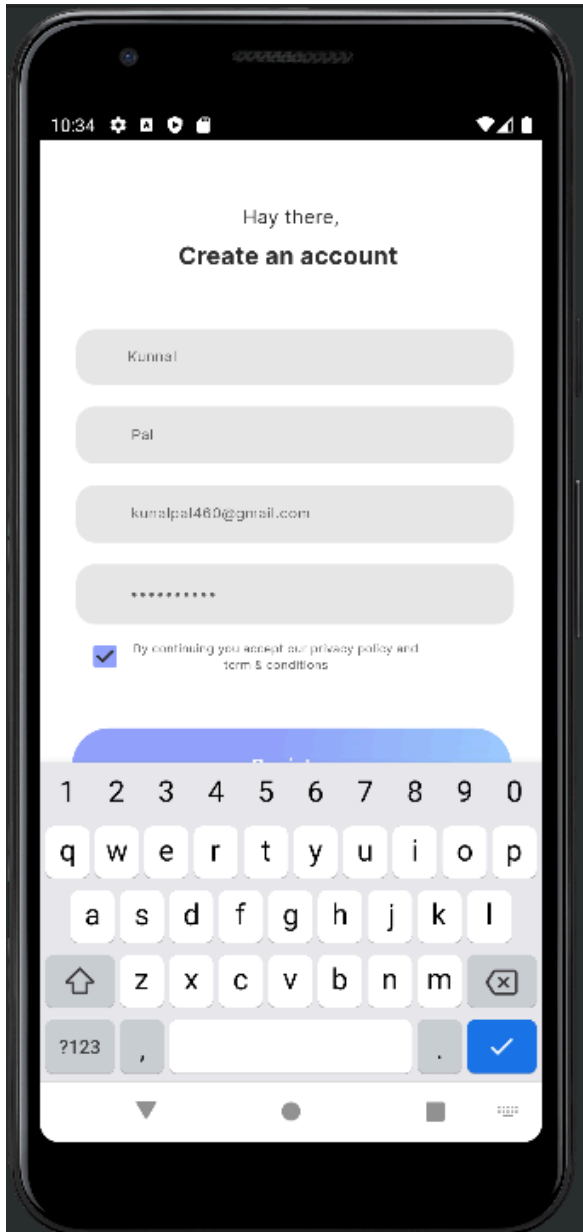 10:34
Hay there,
Create an account
Kunnal
Pal
kunalpal460@gmail.com
••••••••••
By continuing you accept our privacy policy and
term & conditions
1 2 3 4 5 6 7 8 9 0
q w e r t y u i o p
a s d f g h j k l
z x c v b n m
?123 , .